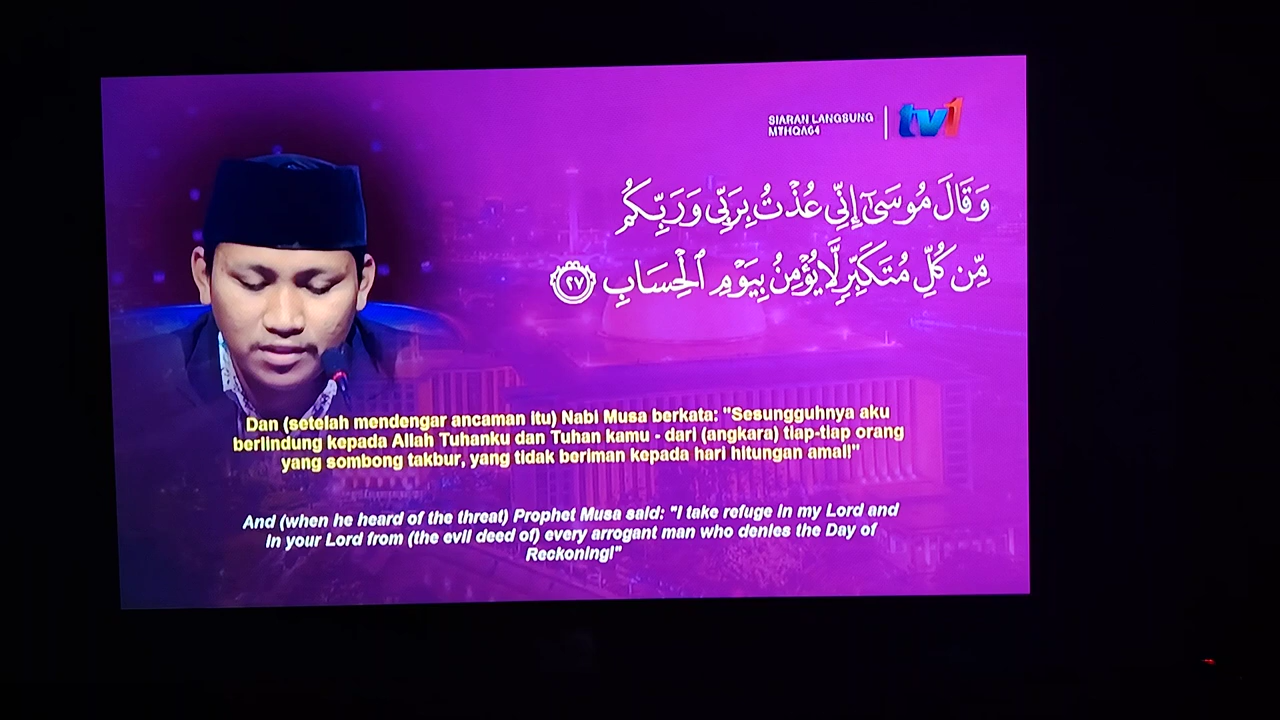 SIARAN LANGSUNG
MTHQA64
tv1
وَقَالَ مُوسَىٰٓ إِنِّى عُذْتُ بِرَبِّى وَرَبِّكُم
مِّن كُلِّ مُتَكَبِّرٍ لَّا يُؤْمِنُ بِيَوْمِ ٱلْحِسَابِ ٢٧
Dan (setelah mendengar ancaman itu) Nabi Musa berkata: "Sesungguhnya aku
berlindung kepada Allah Tuhanku dan Tuhan kamu - dari (angkara) tiap-tiap orang
yang sombong takbur, yang tidak beriman kepada hari hitungan amal!"
And (when he heard of the threat) Prophet Musa said: "I take refuge in my Lord and
in your Lord from (the evil deed of) every arrogant man who denies the Day of
Reckoning!"